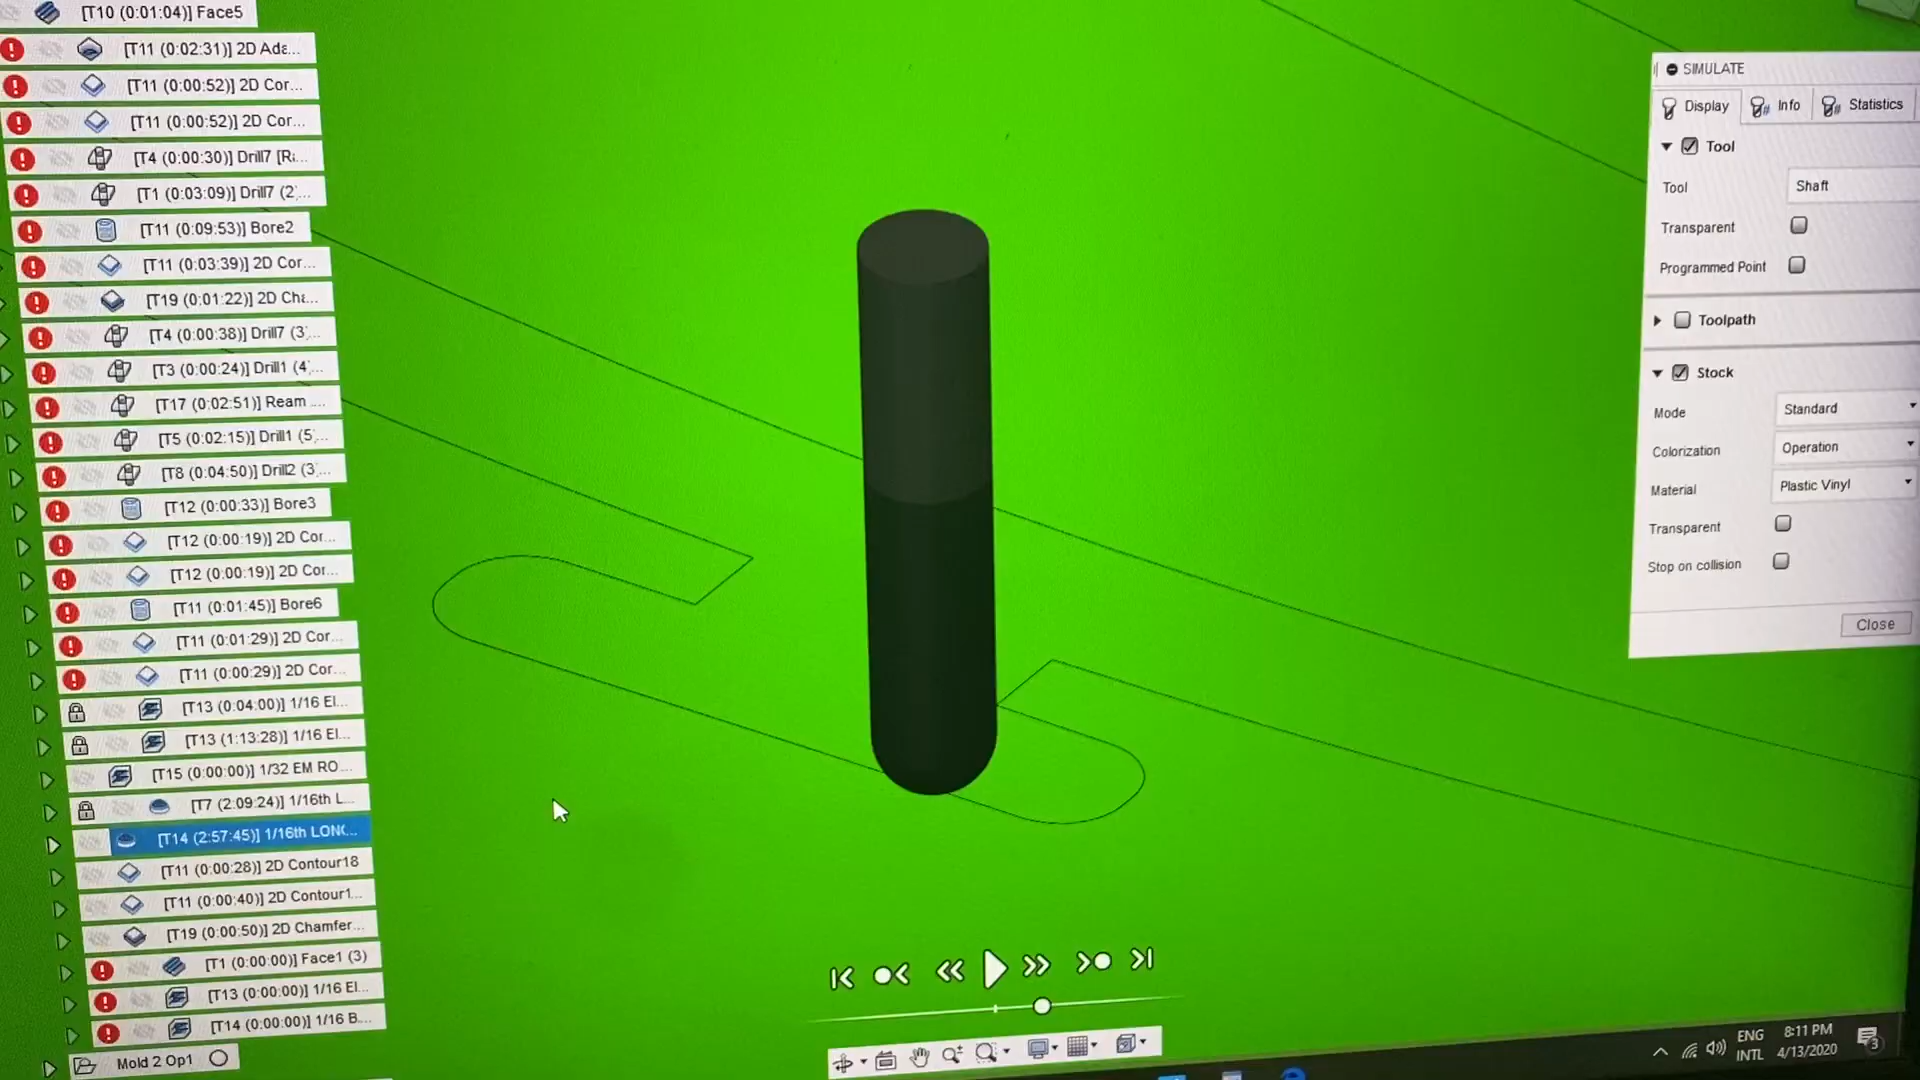 [T10 (0:01:04)] Face5
[T11 (0:02:31)] 2D Ada...
[T11 (0:00:52)] 2D Cor...
[T11 (0:00:52)] 2D Cor...
[T4 (0:00:30)] Drill7 [Ri...
[T1 (0:03:09)] Drill7 (2)...
[T11 (0:09:53)] Bore2
[T11 (0:03:39)] 2D Cor...
[T19 (0:01:22)] 2D Cha...
[T4 (0:00:38)] Drill7 (3)...
[T3 (0:00:24)] Drill1 (4)...
[T17 (0:02:51)] Ream ...
[T5 (0:02:15)] Drill1 (5)...
[T8 (0:04:50)] Drill2 (3)...
[T12 (0:00:33)] Bore3
[T12 (0:00:19)] 2D Cor...
[T12 (0:00:19)] 2D Cor...
[T11 (0:01:45)] Bore6
[T11 (0:01:29)] 2D Cor...
[T11 (0:00:29)] 2D Cor...
[T13 (0:04:00)] 1/16 El...
[T13 (1:13:28)] 1/16 El...
[T15 (0:00:00)] 1/32 EM RO...
[T7 (2:09:24)] 1/16th L...
[T14 (2:57:45)] 1/16th LONG...
[T11 (0:00:28)] 2D Contour18
[T11 (0:00:40)] 2D Contour1...
[T19 (0:00:50)] 2D Chamfer...
[T1 (0:00:00)] Face1 (3)
[T13 (0:00:00)] 1/16 El...
[T14 (0:00:00)] 1/16 B...
Mold 2 Op1
SIMULATE
Display Info Statistics
Tool
Tool Shaft
Transparent
Programmed Point
Toolpath
Stock
Mode Standard
Colorization Operation
Material Plastic Vinyl
Transparent
Stop on collision
Close
ENG
INTL
8:11 PM
4/13/2020
3